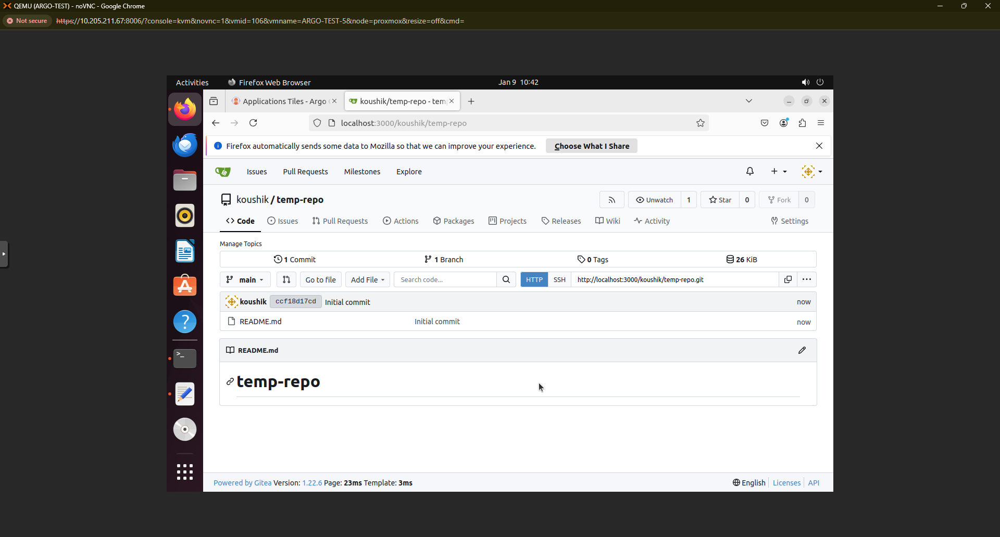 QEMU (ARGO-TEST) - noVNC - Google Chrome
Not secure https://10.205.211.67:8006/?console=kvm&novnc=1&vmid=106&vmname=ARGO-TEST-5&node=proxmox&resize=off&cmd=
Activities Firefox Web Browser Jan 9 10:42
Applications Tiles - Argo koushik/temp-repo - tem
localhost:3000/koushik/temp-repo
Firefox automatically sends some data to Mozilla so that we can improve your experience. Choose What I Share
Issues Pull Requests Milestones Explore
koushik / temp-repo Unwatch 1 Star 0 Fork 0
Code Issues Pull Requests Actions Packages Projects Releases Wiki Activity Settings
Manage Topics
1 Commit 1 Branch 0 Tags 26 KiB
main Go to file Add File Search code... HTTP SSH http://localhost:3000/koushik/temp-repo.git
koushik ccf18d17cd Initial commit now
README.md Initial commit now
README.md
temp-repo
Powered by Gitea Version: 1.22.6 Page: 23ms Template: 3ms English Licenses API